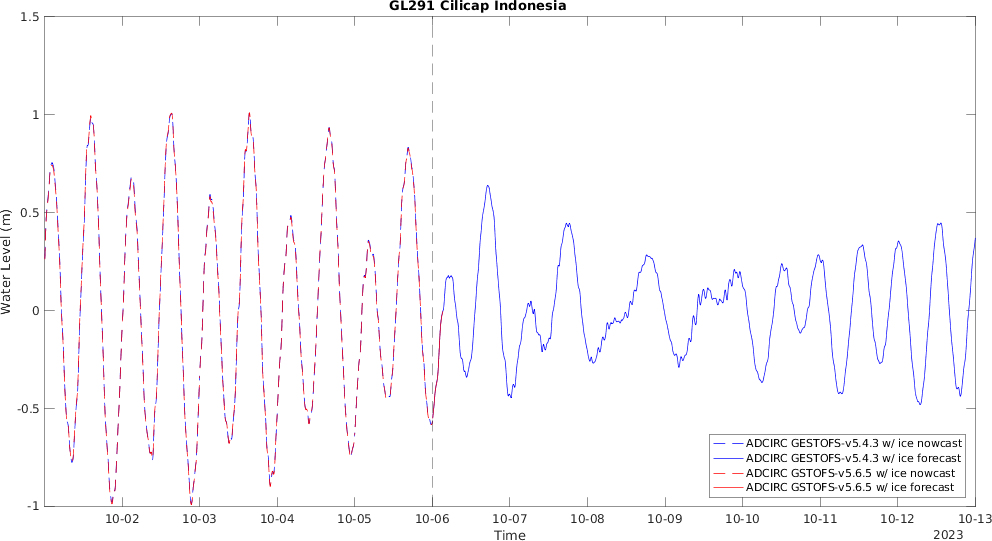 GL291 Cilicap Indonesia
1.5
1
0.5
0
-0.5
-1
Water Level (m)
10-02 10-03 10-04 10-05 10-06 10-07 10-08 10-09 10-10 10-11 10-12 10-13
Time
2023
ADCIRC GESTOFS-v5.4.3 w/ ice nowcast
ADCIRC GESTOFS-v5.4.3 w/ ice forecast
ADCIRC GSTOFS-v5.6.5 w/ ice nowcast
ADCIRC GSTOFS-v5.6.5 w/ ice forecast